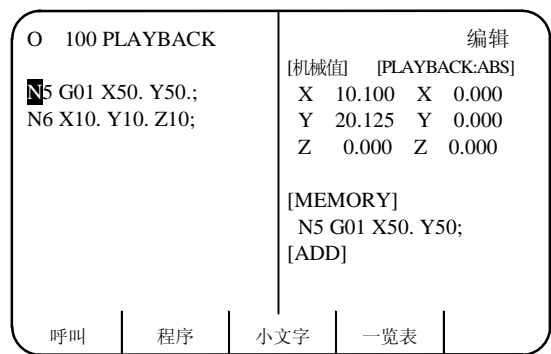 O 100 PLAYBACK
N5 G01 X50. Y50.;
N6 X10. Y10. Z10;
编辑
[机械值] [PLAYBACK:ABS]
X 10.100 X 0.000
Y 20.125 Y 0.000
Z 0.000 Z 0.000
[MEMORY]
N5 G01 X50. Y50;
[ADD]
呼叫 程序 小文字 一览表